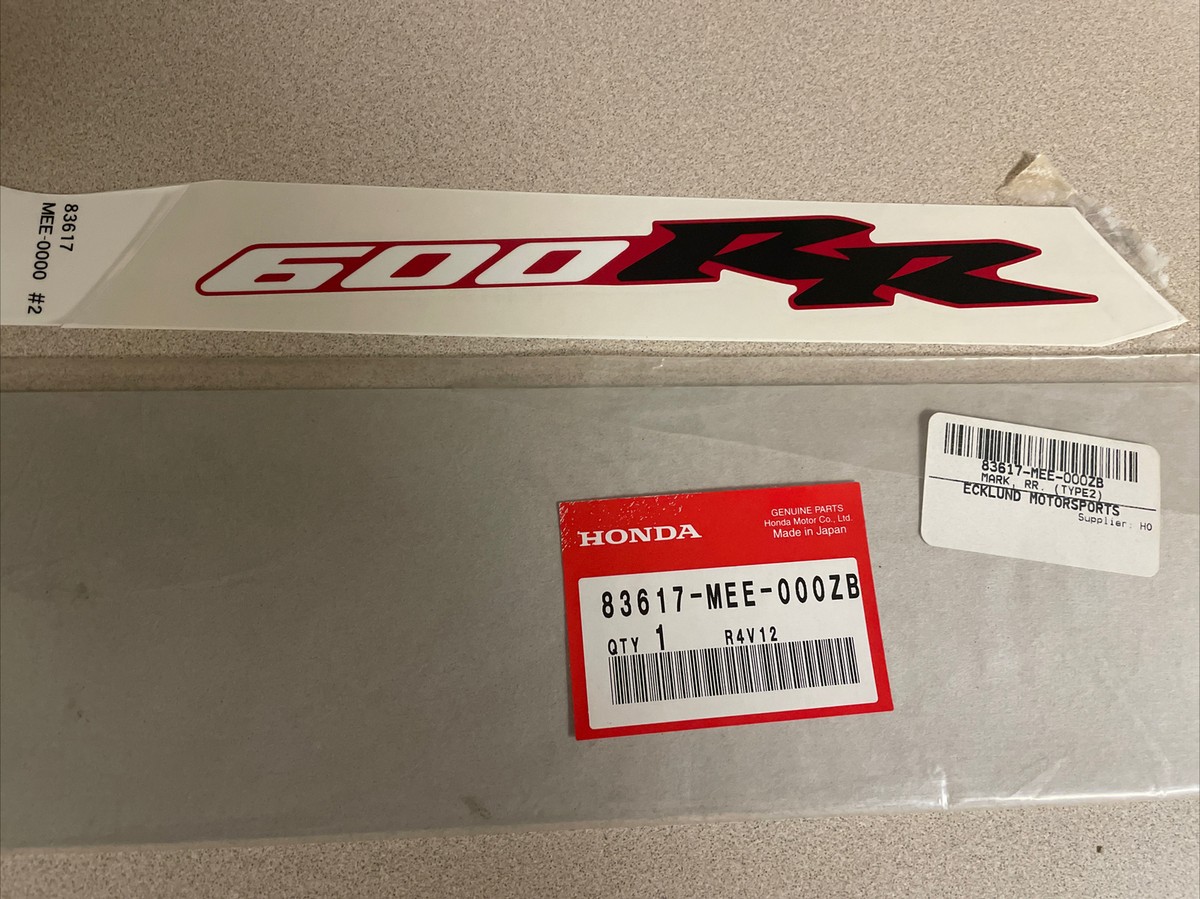 83617
MEE-0000 #2
600RR
83617-MEE-000ZB
MARK, RR. (TYPE2)
ECKLUND MOTORSPORTS
Supplier: HO
HONDA
GENUINE PARTS
Honda Motor Co., Ltd.
Made in Japan
83617-MEE-000ZB
QTY 1 R4V12